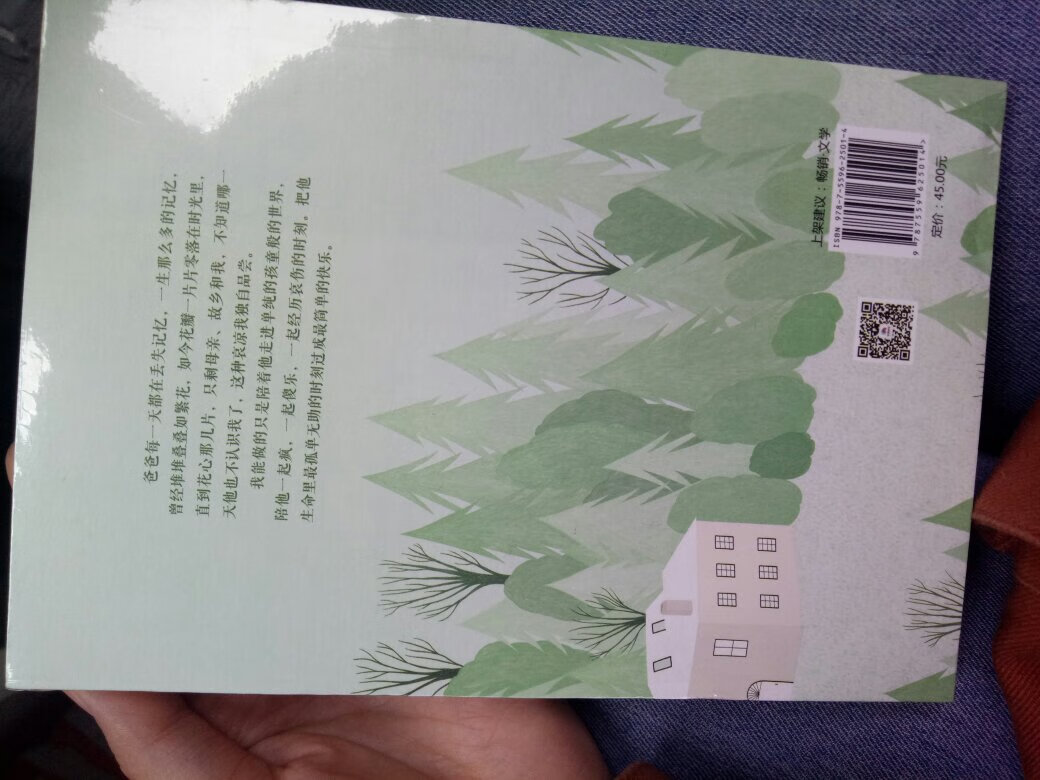 爸爸每一天都在丢失记忆，一生那么多的记忆，
曾经堆堆叠叠如繁花，如今花瓣一片片零落在时光里，
直到花心那几片，只剩母亲、故乡和我，不知道哪一
天他也不认识我了，这种哀凉我独自品尝。
我能做的只是陪着他走进单纯的孩童般的世界，
陪他一起疯，一起傻乐，一起经历哀伤的时刻，把他
生命里最孤单无助的时刻过成最简单的快乐。
上架建议：畅销·文学
ISBN 978-7-5596-2501-4
9 787559 625014
定价：45.00元